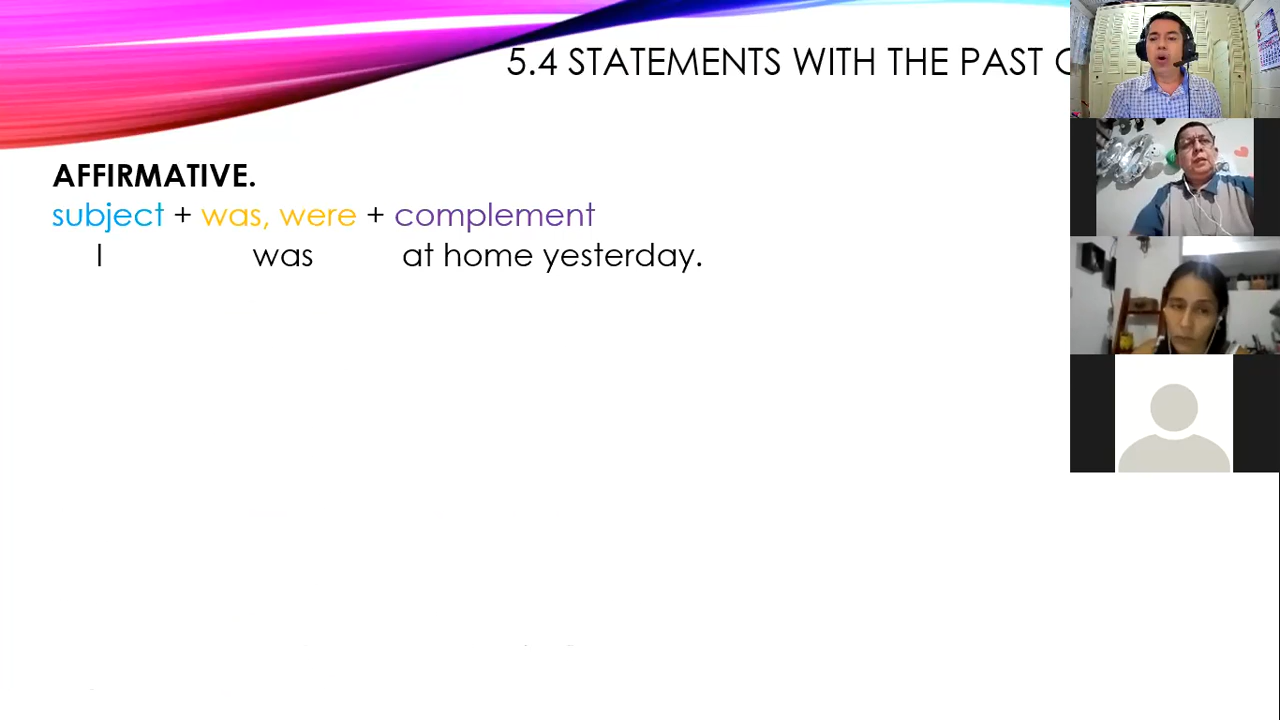 5.4 STATEMENTS WITH THE PAST
AFFIRMATIVE.
subject + was, were + complement
I was at home yesterday.